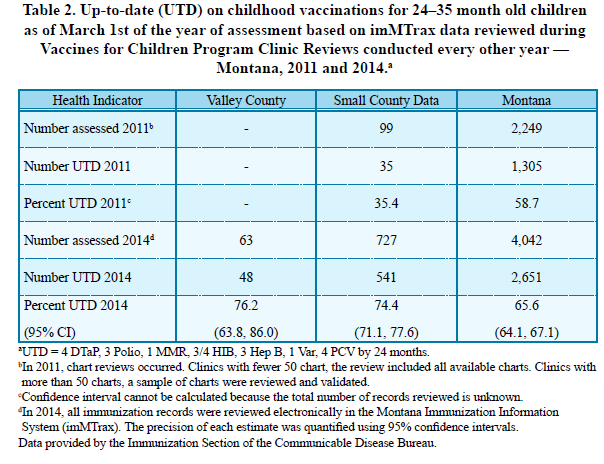 Table 2. Up-to-date (UTD) on childhood vaccinations for 24–35 month old children
as of March 1st of the year of assessment based on imMTrax data reviewed during
Vaccines for Children Program Clinic Reviews conducted every other year —
Montana, 2011 and 2014.ᵃ
Health Indicator Valley County Small County Data Montana
Number assessed 2011ᵇ - 99 2,249
Number UTD 2011 - 35 1,305
Percent UTD 2011ᶜ - 35.4 58.7
Number assessed 2014ᵈ 63 727 4,042
Number UTD 2014 48 541 2,651
Percent UTD 2014 76.2 74.4 65.6
(95% CI) (63.8, 86.0) (71.1, 77.6) (64.1, 67.1)
ᵃUTD = 4 DTaP, 3 Polio, 1 MMR, 3/4 HIB, 3 Hep B, 1 Var, 4 PCV by 24 months.
ᵇIn 2011, chart reviews occurred. Clinics with fewer 50 chart, the review included all available charts. Clinics with
more than 50 charts, a sample of charts were reviewed and validated.
ᶜConfidence interval cannot be calculated because the total number of records reviewed is unknown.
ᵈIn 2014, all immunization records were reviewed electronically in the Montana Immunization Information
System (imMTrax). The precision of each estimate was quantified using 95% confidence intervals.
Data provided by the Immunization Section of the Communicable Disease Bureau.